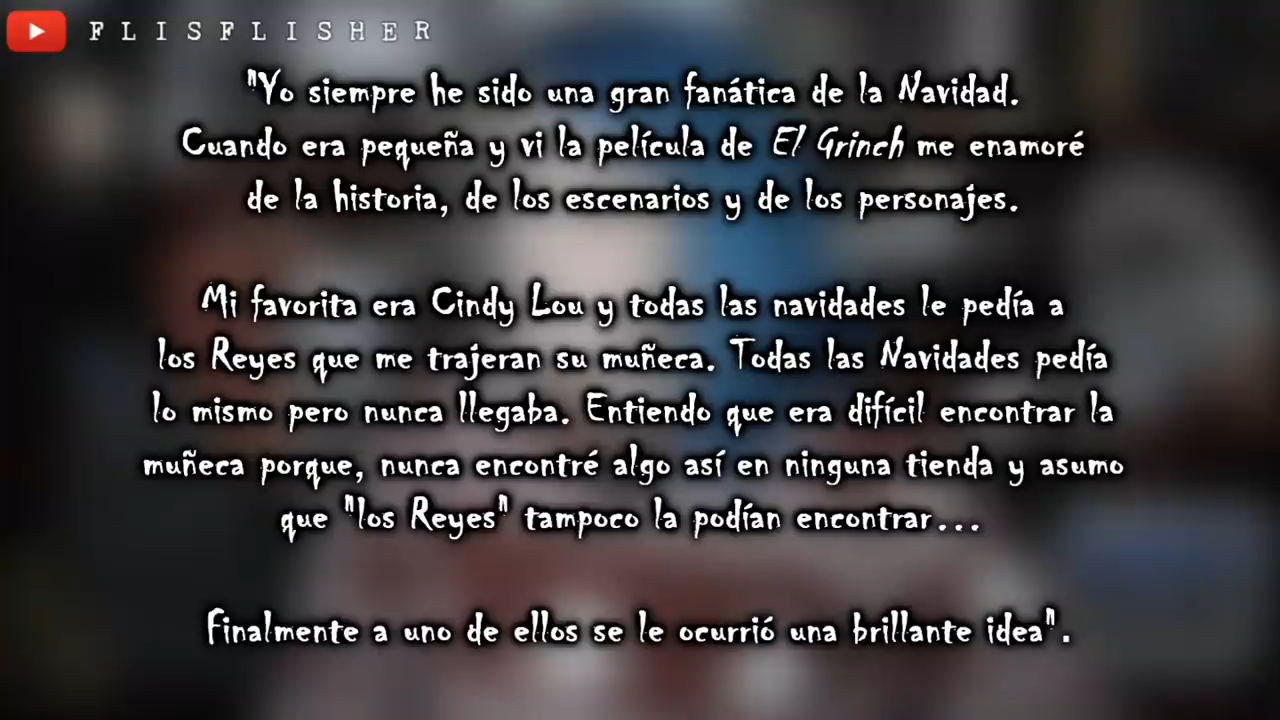 FLISFLISHER
"Yo siempre he sido una gran fanática de la Navidad.
Cuando era pequeña y vi la película de El Grinch me enamoré
de la historia, de los escenarios y de los personajes.
Mi favorita era Cindy Lou y todas las navidades le pedía a
los Reyes que me trajeran su muñeca. Todas las Navidades pedía
lo mismo pero nunca llegaba. Entiendo que era difícil encontrar la
muñeca porque, nunca encontré algo así en ninguna tienda y asumo
que "los Reyes" tampoco la podían encontrar...
Finalmente a uno de ellos se le ocurrió una brillante idea".